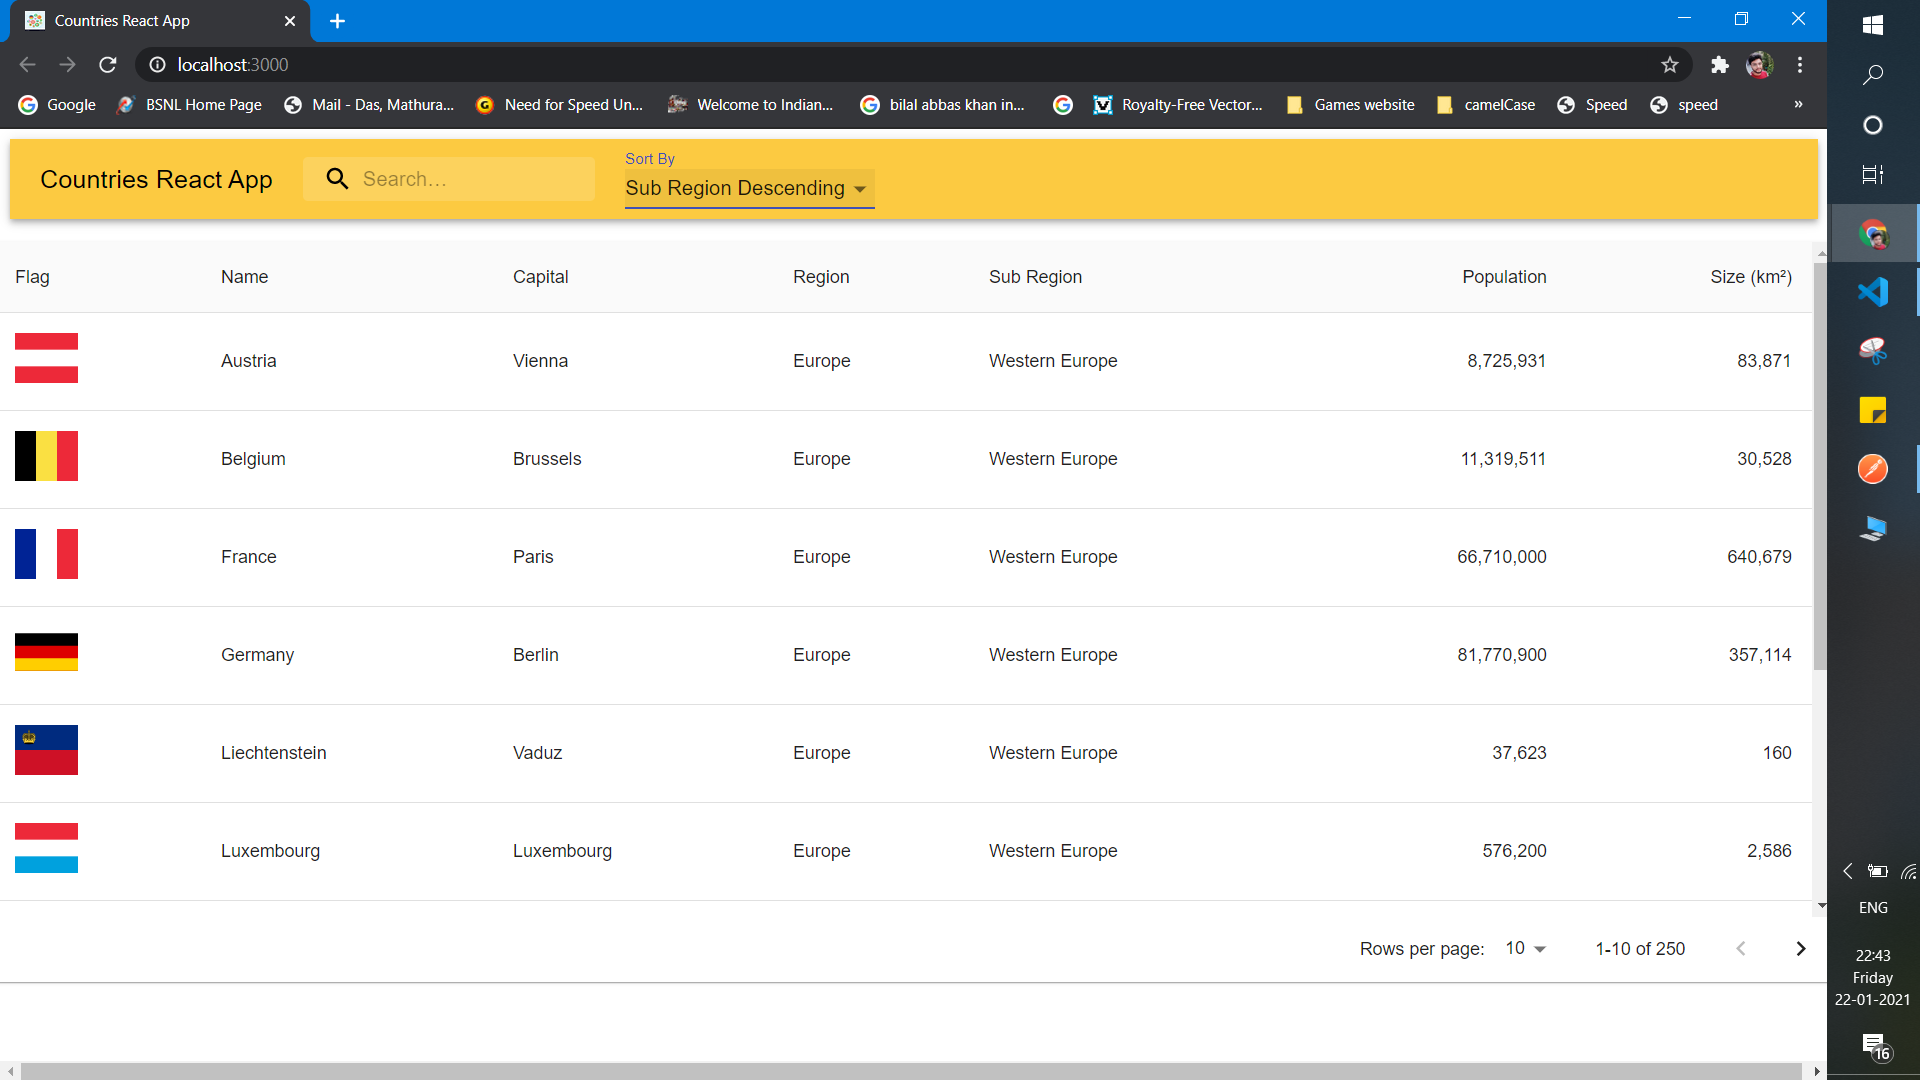 Countries React App
localhost:3000
Google BSNL Home Page Mail - Das, Mathura... Need for Speed Un... Welcome to Indian... bilal abbas khan in... Royalty-Free Vector... Games website camelCase Speed speed »
Countries React App Search... Sort By
Sub Region Descending
Flag Name Capital Region Sub Region Population Size (km²)
Austria Vienna Europe Western Europe 8,725,931 83,871
Belgium Brussels Europe Western Europe 11,319,511 30,528
France Paris Europe Western Europe 66,710,000 640,679
Germany Berlin Europe Western Europe 81,770,900 357,114
Liechtenstein Vaduz Europe Western Europe 37,623 160
Luxembourg Luxembourg Europe Western Europe 576,200 2,586
Rows per page: 10 1-10 of 250
ENG
22:43
Friday
22-01-2021
16